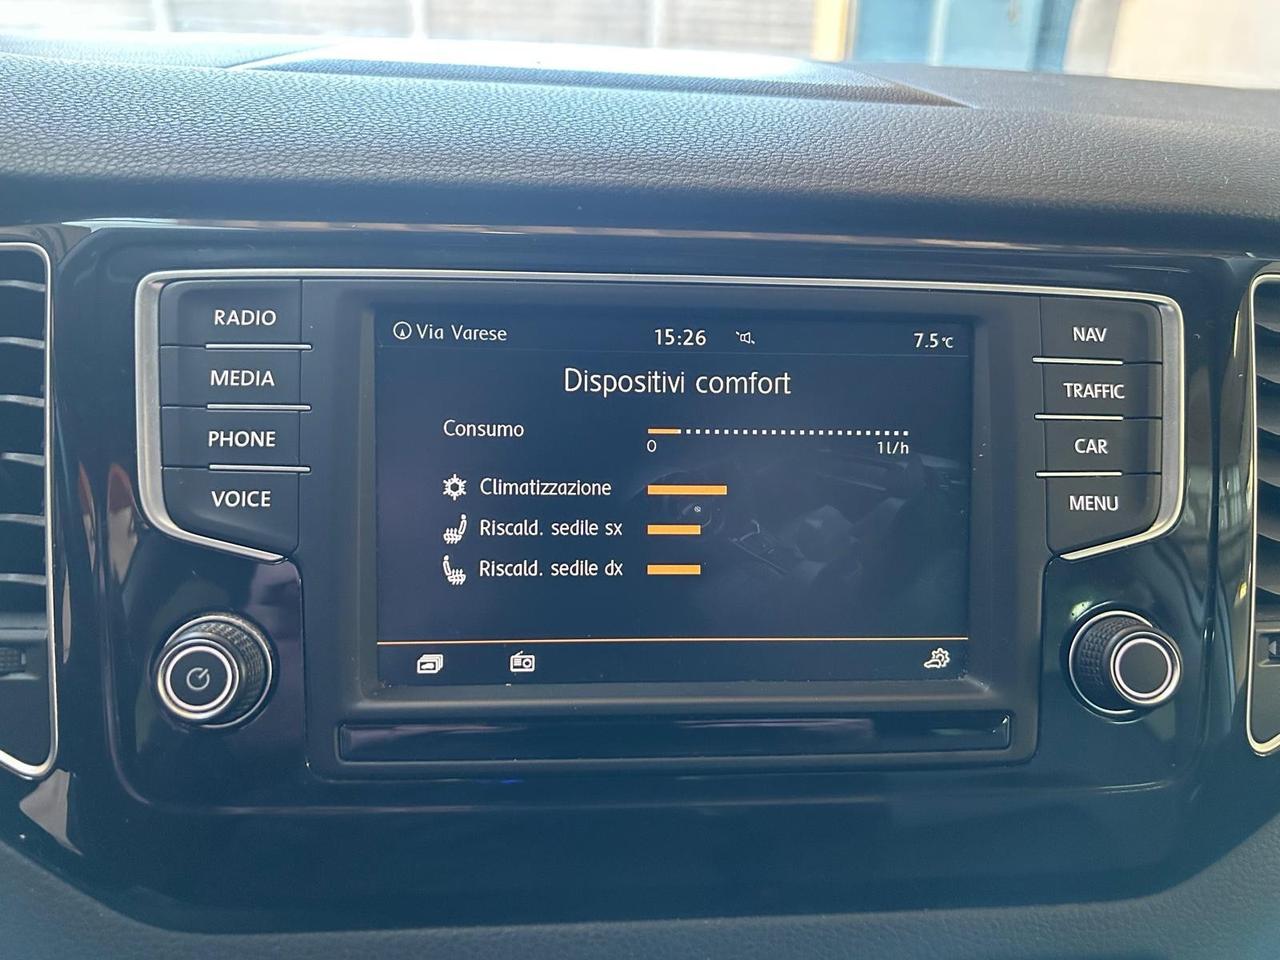 RADIO
MEDIA
PHONE
VOICE
Via Varese 15:26 7.5°C
Dispositivi comfort
Consumo
0 1l/h
Climatizzazione
Riscald. sedile sx
Riscald. sedile dx
NAV
TRAFFIC
CAR
MENU